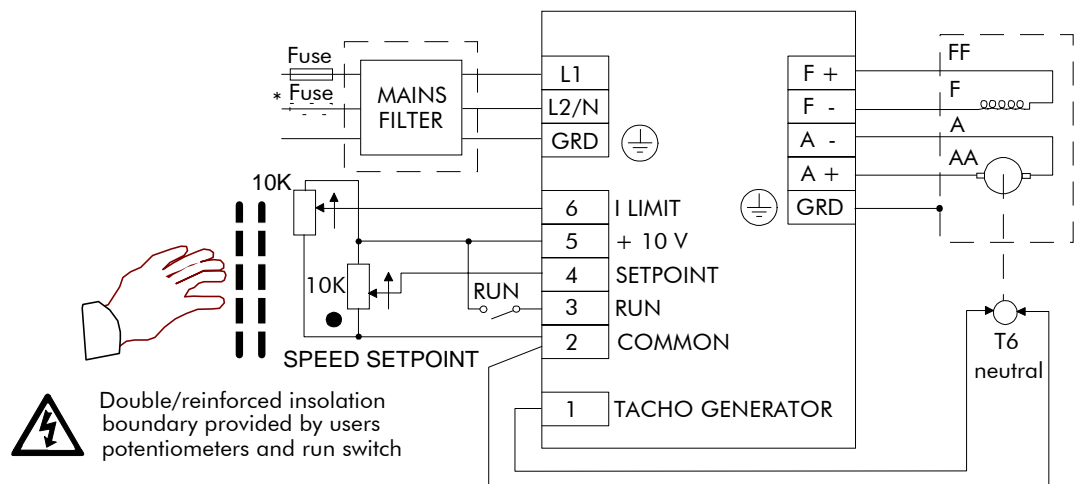 Fuse
* Fuse
MAINS
FILTER
L1
L2/N
GRD
F +
F -
A -
A +
GRD
FF
F
A
AA
10K
10K
RUN
SPEED SETPOINT
6 I LIMIT
5 + 10 V
4 SETPOINT
3 RUN
2 COMMON
1 TACHO GENERATOR
T6
neutral
Double/reinforced insolation
boundary provided by users
potentiometers and run switch